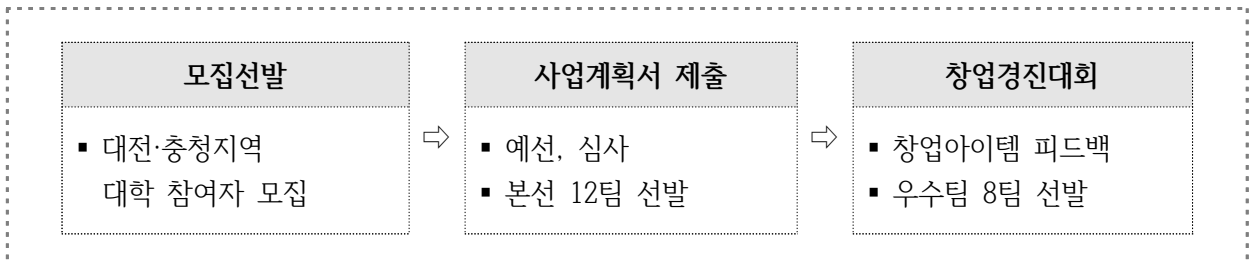 모집선발
▪ 대전·충청지역
대학 참여자 모집
⇨
사업계획서 제출
▪ 예선, 심사
▪ 본선 12팀 선발
⇨
창업경진대회
▪ 창업아이템 피드백
▪ 우수팀 8팀 선발